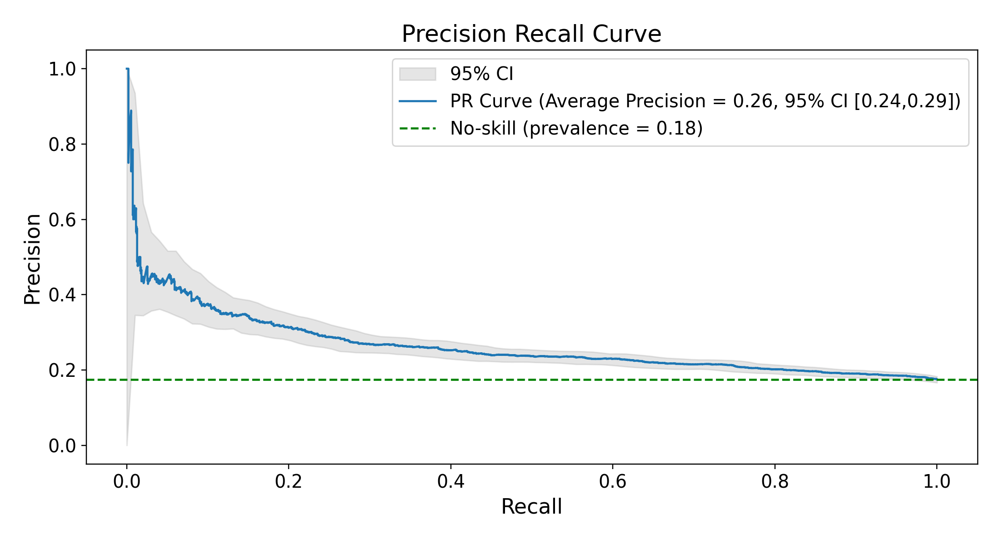 Precision Recall Curve
95% CI
PR Curve (Average Precision = 0.26, 95% CI [0.24,0.29])
No-skill (prevalence = 0.18)
1.0
0.8
0.6
0.4
0.2
0.0
Precision
0.0 0.2 0.4 0.6 0.8 1.0
Recall